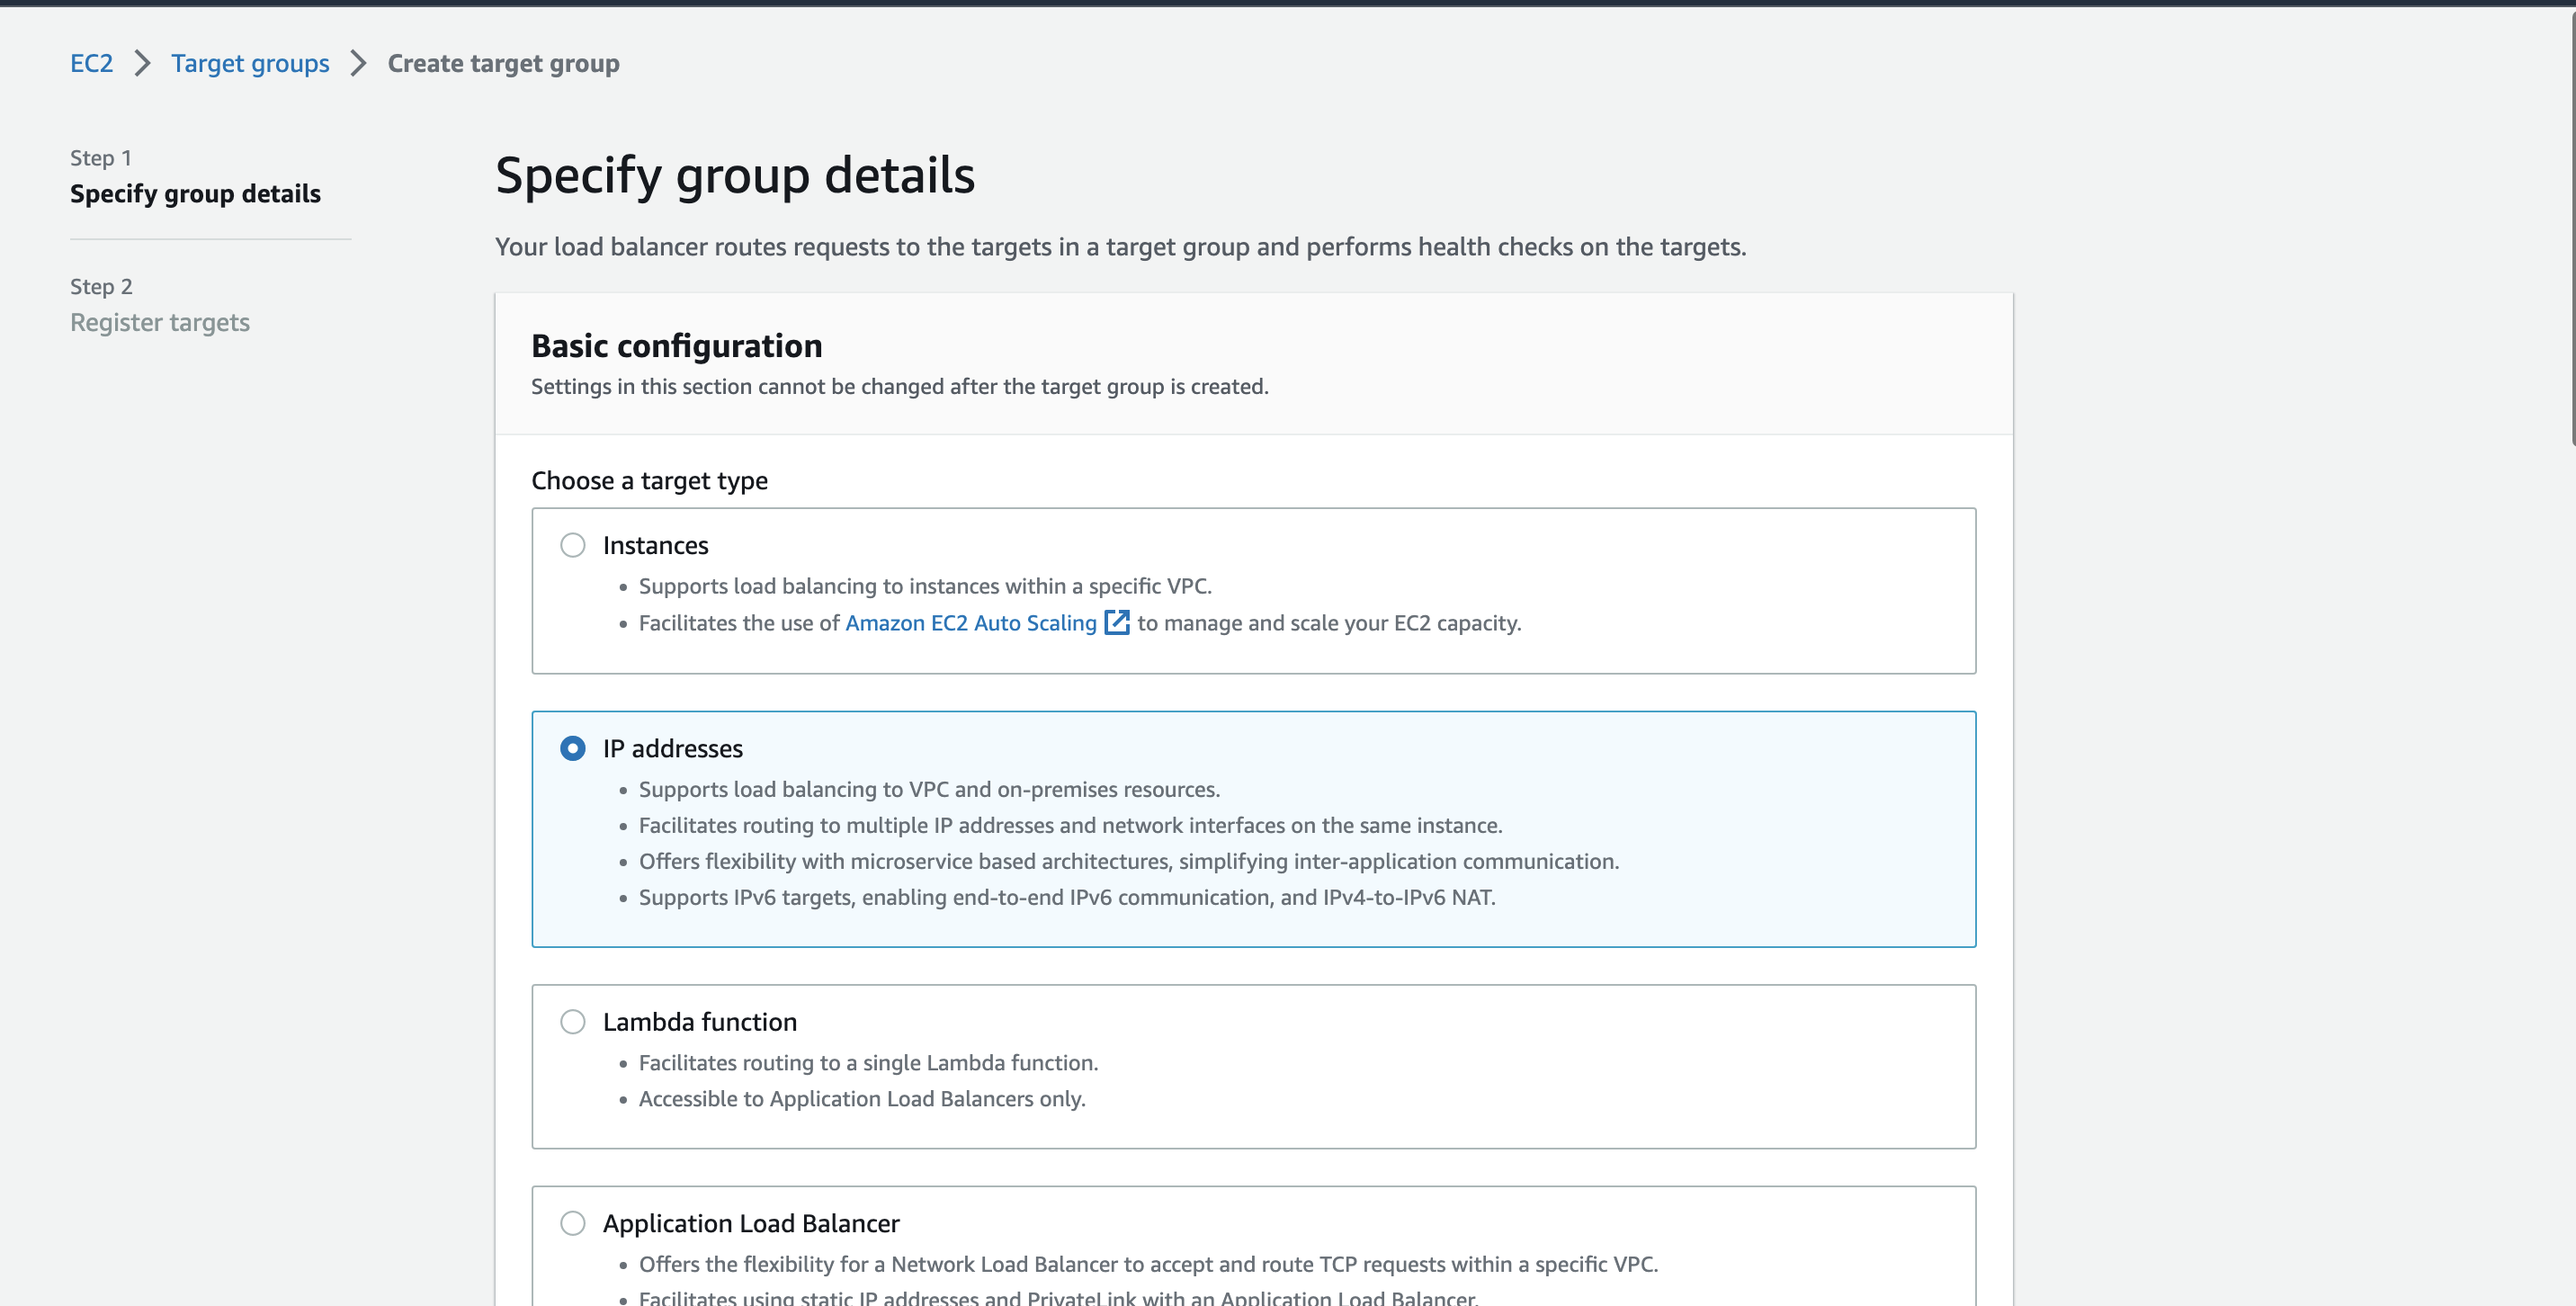 EC2 > Target groups > Create target group
Step 1
Specify group details
Step 2
Register targets
Specify group details
Your load balancer routes requests to the targets in a target group and performs health checks on the targets.
Basic configuration
Settings in this section cannot be changed after the target group is created.
Choose a target type
Instances
• Supports load balancing to instances within a specific VPC.
• Facilitates the use of Amazon EC2 Auto Scaling to manage and scale your EC2 capacity.
IP addresses
• Supports load balancing to VPC and on-premises resources.
• Facilitates routing to multiple IP addresses and network interfaces on the same instance.
• Offers flexibility with microservice based architectures, simplifying inter-application communication.
• Supports IPv6 targets, enabling end-to-end IPv6 communication, and IPv4-to-IPv6 NAT.
Lambda function
• Facilitates routing to a single Lambda function.
• Accessible to Application Load Balancers only.
Application Load Balancer
• Offers the flexibility for a Network Load Balancer to accept and route TCP requests within a specific VPC.
• Facilitates using static IP addresses and PrivateLink with an Application Load Balancer.